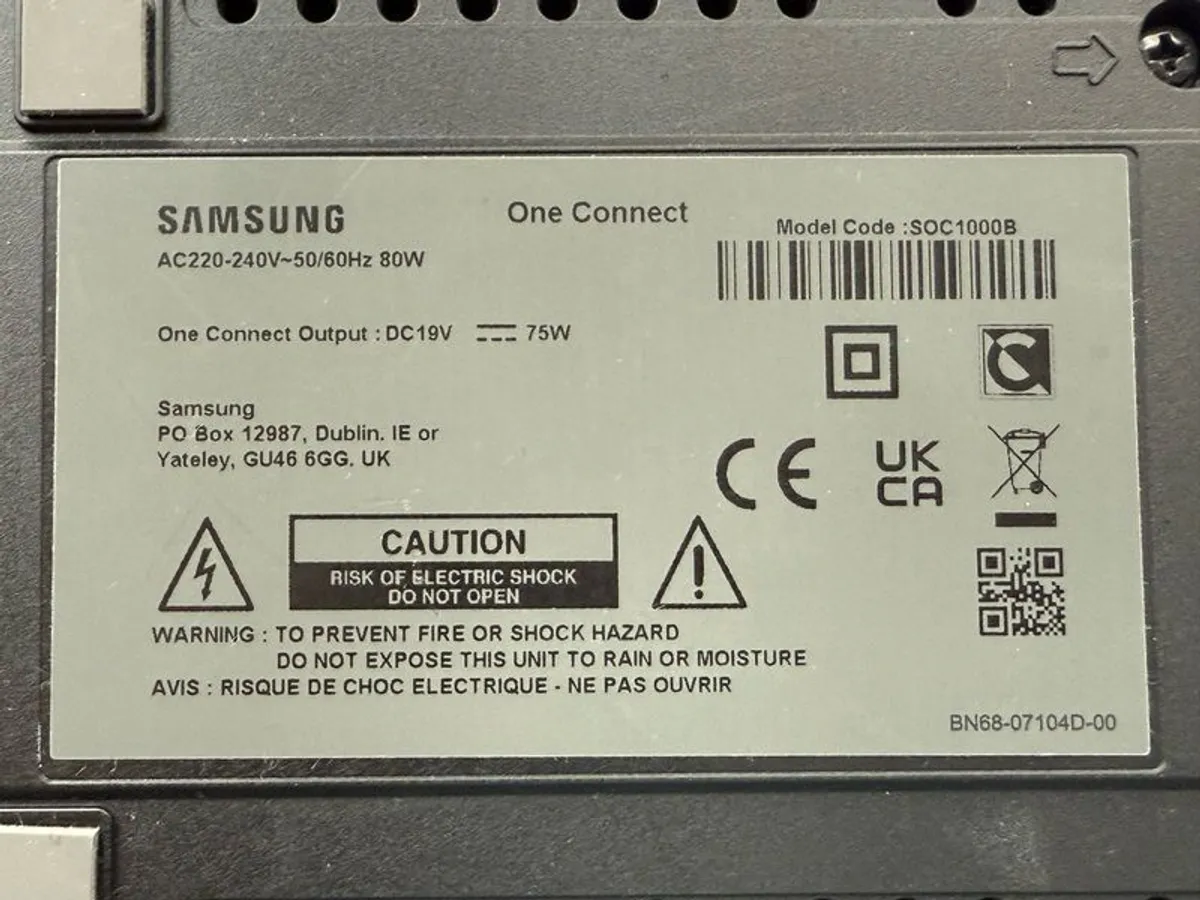 SAMSUNG
One Connect
Model Code :SOC1000B
AC220-240V~50/60Hz 80W
One Connect Output : DC19V 75W
Samsung
PO Box 12987, Dublin. IE or
Yateley, GU46 6GG. UK
CE
UK
CA
CAUTION
RISK OF ELECTRIC SHOCK
DO NOT OPEN
WARNING : TO PREVENT FIRE OR SHOCK HAZARD
DO NOT EXPOSE THIS UNIT TO RAIN OR MOISTURE
AVIS : RISQUE DE CHOC ELECTRIQUE - NE PAS OUVRIR
BN68-07104D-00